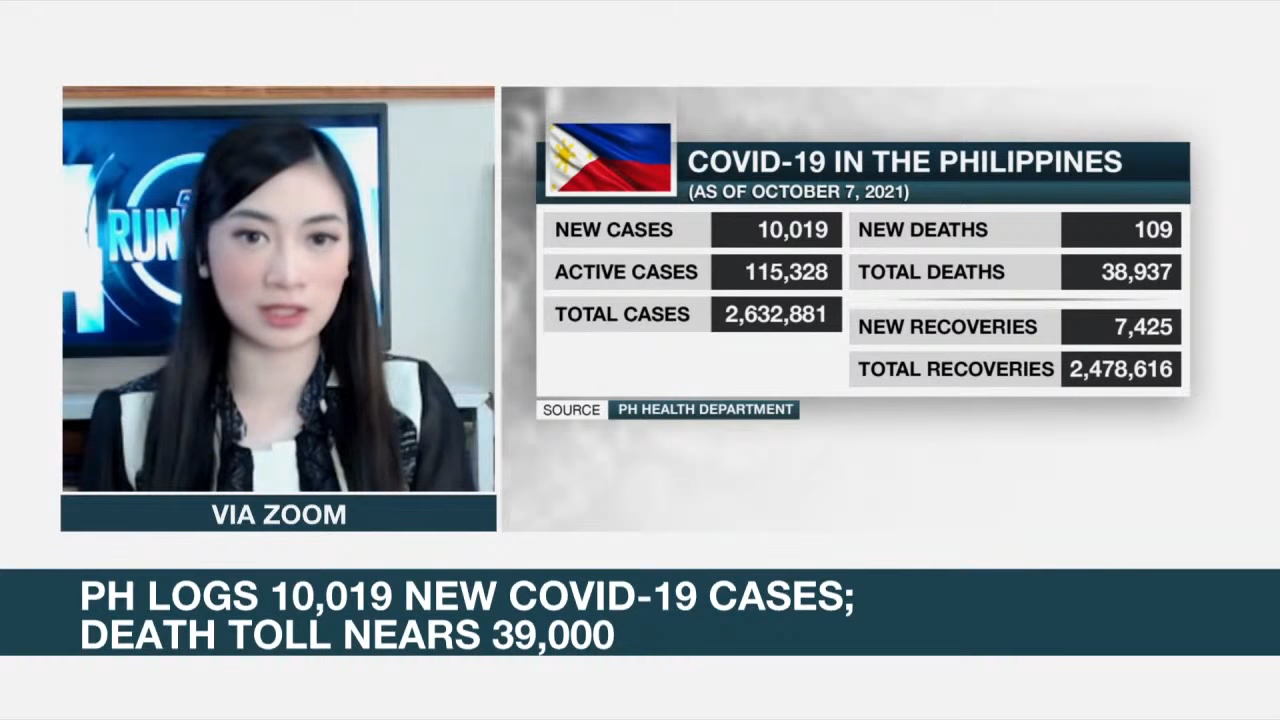 RUN
VIA ZOOM
COVID-19 IN THE PHILIPPINES
(AS OF OCTOBER 7, 2021)
NEW CASES 10,019
ACTIVE CASES 115,328
TOTAL CASES 2,632,881
NEW DEATHS 109
TOTAL DEATHS 38,937
NEW RECOVERIES 7,425
TOTAL RECOVERIES 2,478,616
SOURCE PH HEALTH DEPARTMENT
PH LOGS 10,019 NEW COVID-19 CASES;
DEATH TOLL NEARS 39,000